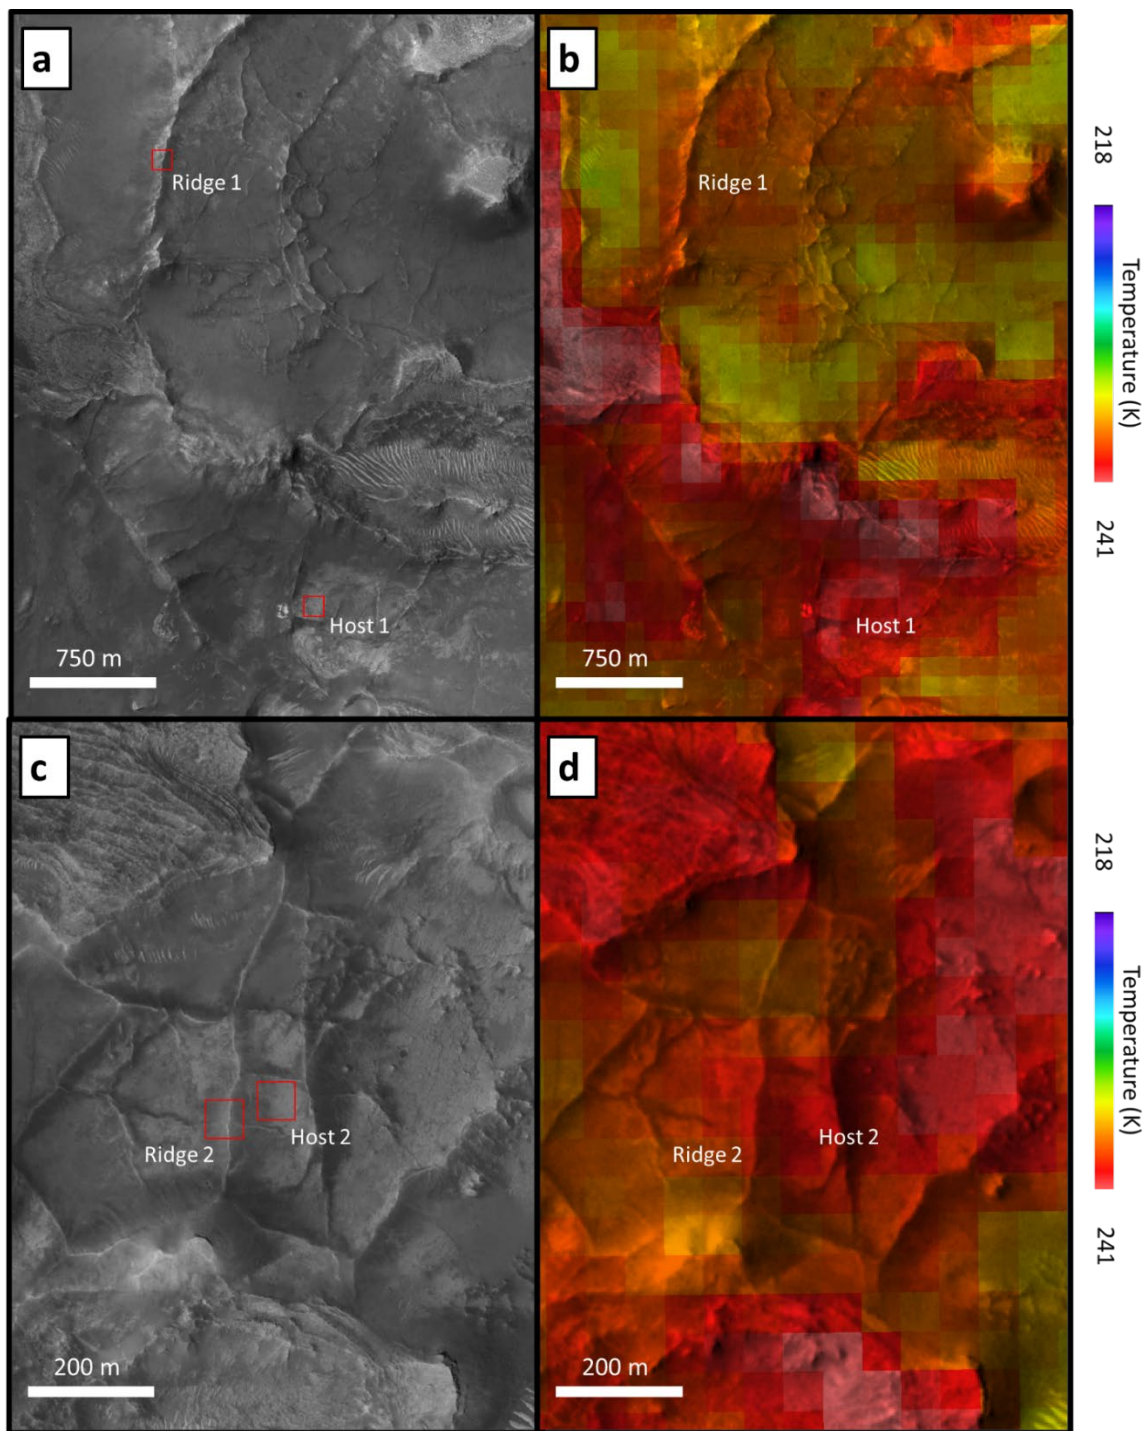 a
b
Ridge 1
Ridge 1
218
Temperature (K)
241
Host 1
Host 1
750 m
750 m
c
d
218
Temperature (K)
241
Host 2
Host 2
Ridge 2
Ridge 2
200 m
200 m